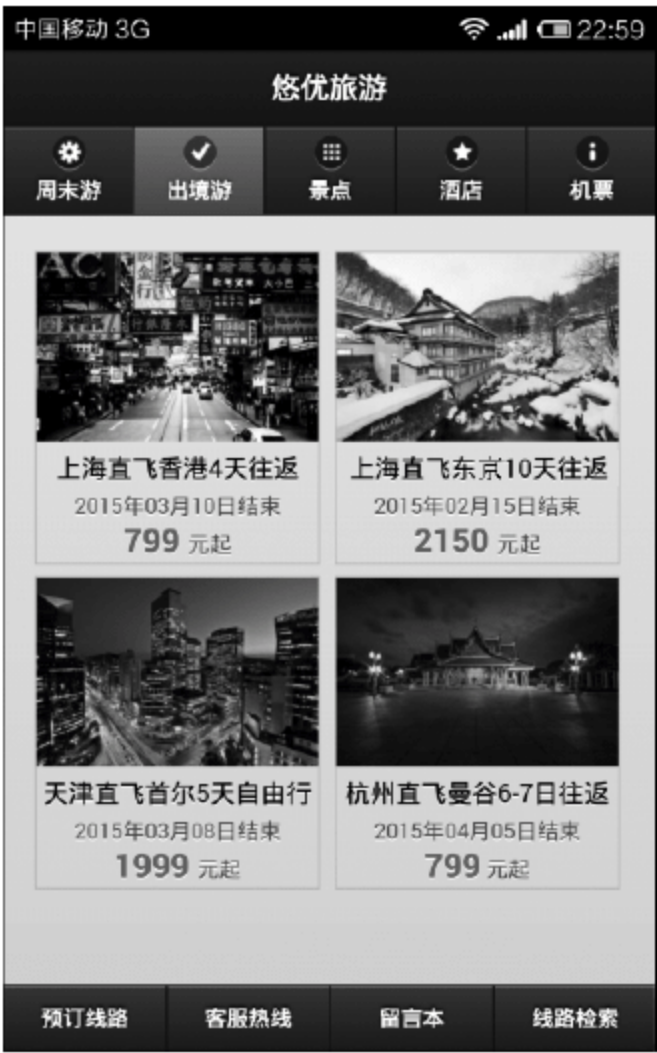 中国移动 3G 22:59
悠优旅游
周末游 出境游 景点 酒店 机票
上海直飞香港4天往返
2015年03月10日结束
799 元起
上海直飞东京10天往返
2015年02月15日结束
2150 元起
天津直飞首尔5天自由行
2015年03月08日结束
1999 元起
杭州直飞曼谷6-7日往返
2015年04月05日结束
799 元起
预订线路 客服热线 留言本 线路检索